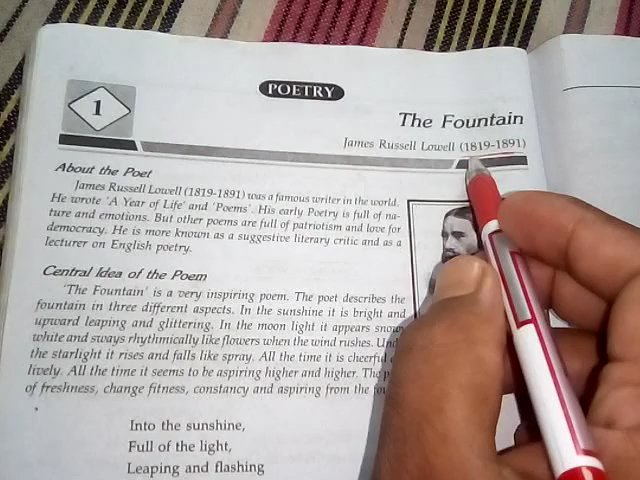 POETRY
1
The Fountain
James Russell Lowell (1819-1891)
About the Poet
James Russell Lowell (1819-1891) was a famous writer in the world.
He wrote 'A Year of Life' and 'Poems'. His early Poetry is full of na-
ture and emotions. But other poems are full of patriotism and love for
democracy. He is more known as a suggestive literary critic and as a
lecturer on English poetry.
Central Idea of the Poem
'The Fountain' is a very inspiring poem. The poet describes the
fountain in three different aspects. In the sunshine it is bright and
upward leaping and glittering. In the moon light it appears snow
white and sways rhythmically like flowers when the wind rushes.
the starlight it rises and falls like spray. All the time it is cheerful
lively. All the time it seems to be aspiring higher and higher. The
of freshness, change fitness, constancy and aspiring from the
Into the sunshine,
Full of the light,
Leaping and flashing